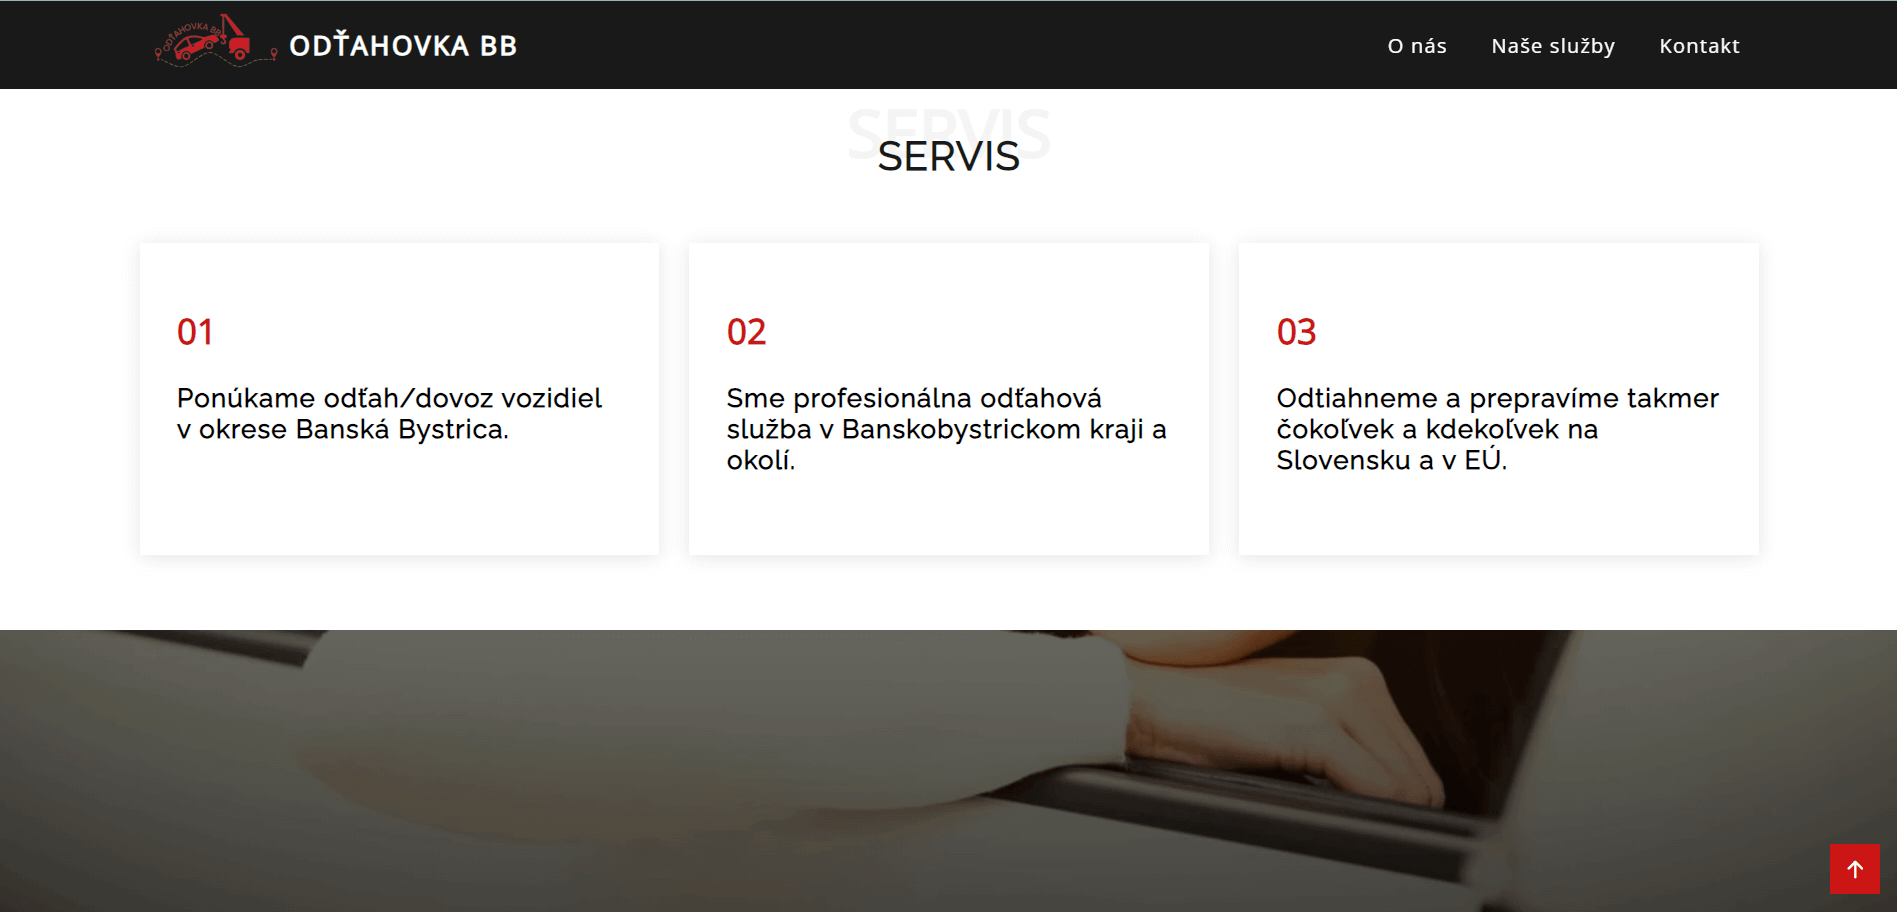 ODŤAHOVKA BB
ODŤAHOVKA BB
O nás
Naše služby
Kontakt
SERVIS
SERVIS
01
Ponúkame odťah/dovoz vozidiel
v okrese Banská Bystrica.
02
Sme profesionálna odťahová
služba v Banskobystrickom kraji a
okolí.
03
Odtiahneme a prepravíme takmer
čokoľvek a kdekoľvek na
Slovensku a v EÚ.